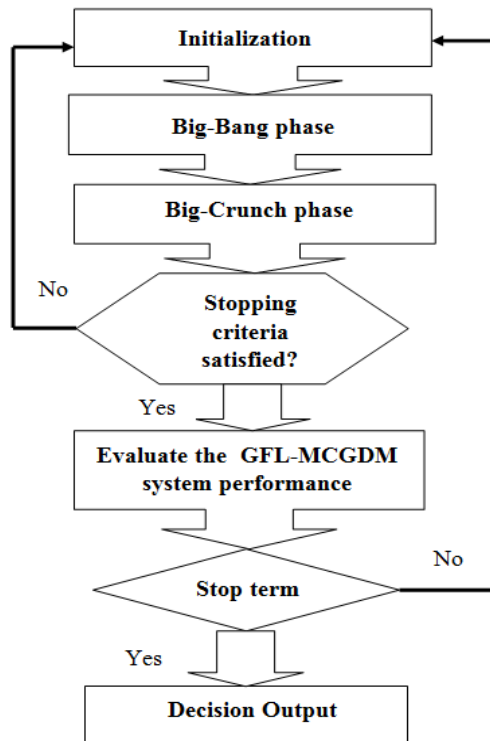 Initialization
Big-Bang phase
Big-Crunch phase
No
Stopping
criteria
satisfied?
Yes
Evaluate the GFL-MCGDM
system performance
No
Stop term
Yes
Decision Output